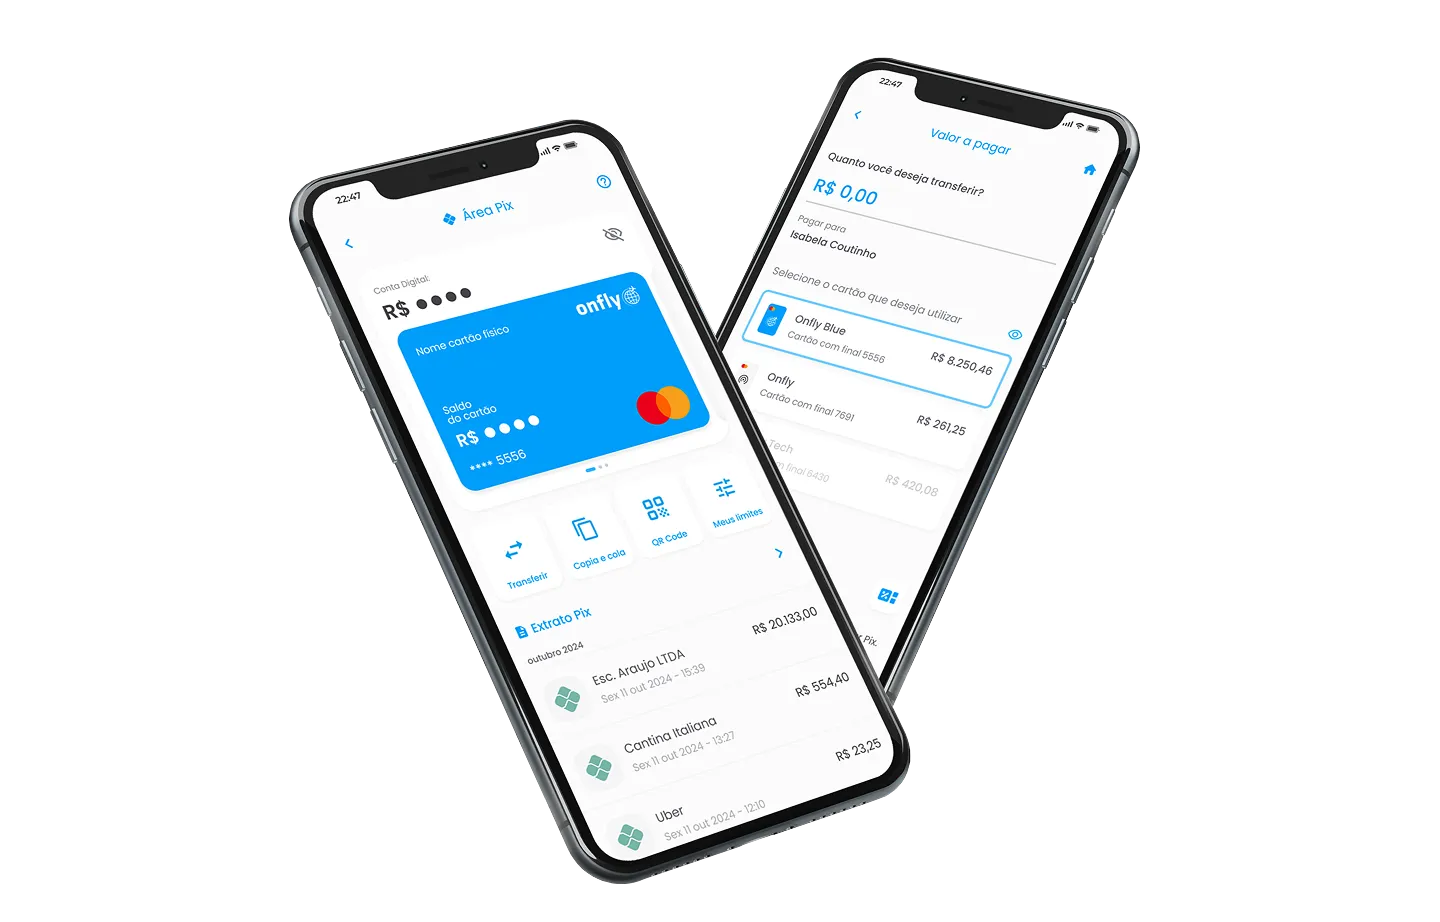 22:47
Área Pix
Conta Digital:
R$ ●●●●
onfly
Nome cartão físico
Saldo
do cartão
R$ ●●●●
**** 5556
Transferir
Copia e cola
QR Code
Meus limites
Extrato Pix
outubro 2024
Esc. Araujo LTDA
R$ 20.133,00
Sex 11 out 2024 - 15:39
Cantina Italiana
R$ 554,40
Sex 11 out 2024 - 13:27
Uber
R$ 23,25
Sex 11 out 2024 - 12:10
22:47
Valor a pagar
Quanto você deseja transferir?
R$ 0,00
Pagar para
Isabela Coutinho
Selecione o cartão que deseja utilizar
Onfly Blue
Cartão com final 5556
R$ 8.250,46
Onfly
Cartão com final 7691
R$ 261,25
Tech
final 6430
R$ 420,08
Pix.